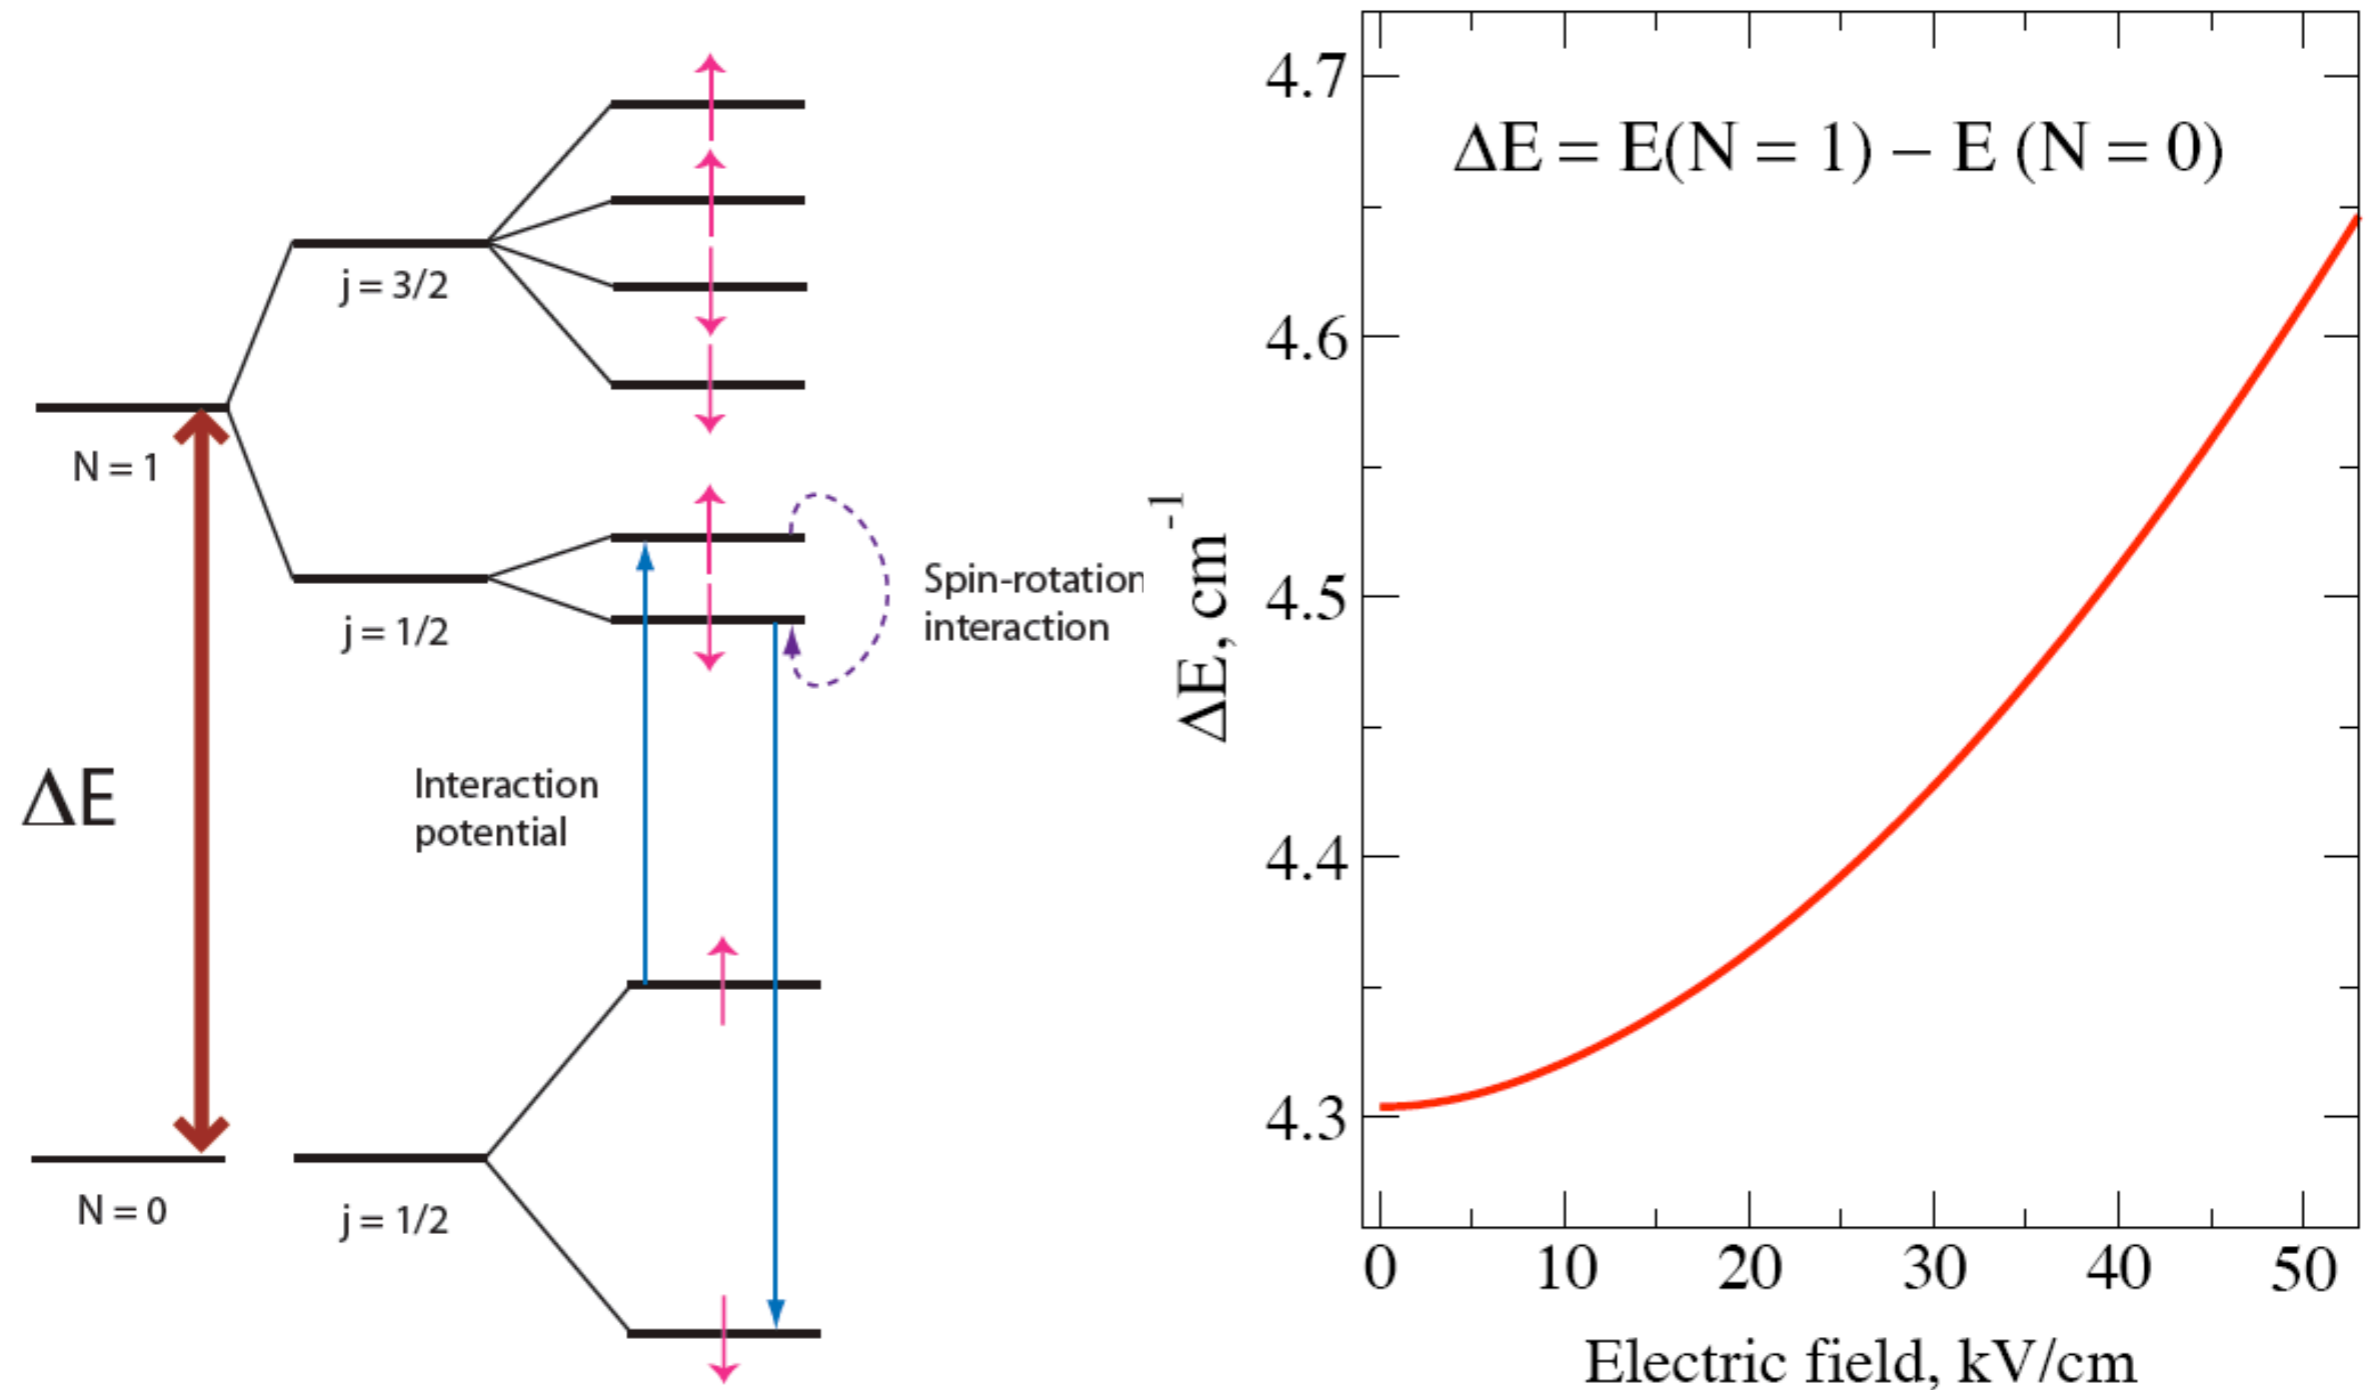 j = 3/2
N = 1
j = 1/2
Spin-rotation
interaction
ΔE
Interaction
potential
N = 0
j = 1/2
ΔE = E(N = 1) – E (N = 0)
4.7
4.6
4.5
4.4
4.3
ΔE, cm⁻¹
0 10 20 30 40 50
Electric field, kV/cm